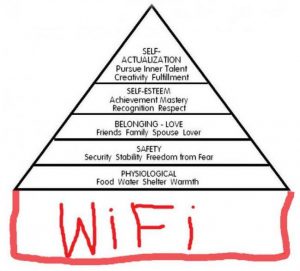 SELF-
ACTUALIZATION
Pursue Inner Talent
Creativity Fulfillment
SELF-ESTEEM
Achievement Mastery
Recognition Respect
BELONGING - LOVE
Friends Family Spouse Lover
SAFETY
Security Stability Freedom from Fear
PHYSIOLOGICAL
Food Water Shelter Warmth
WiFi